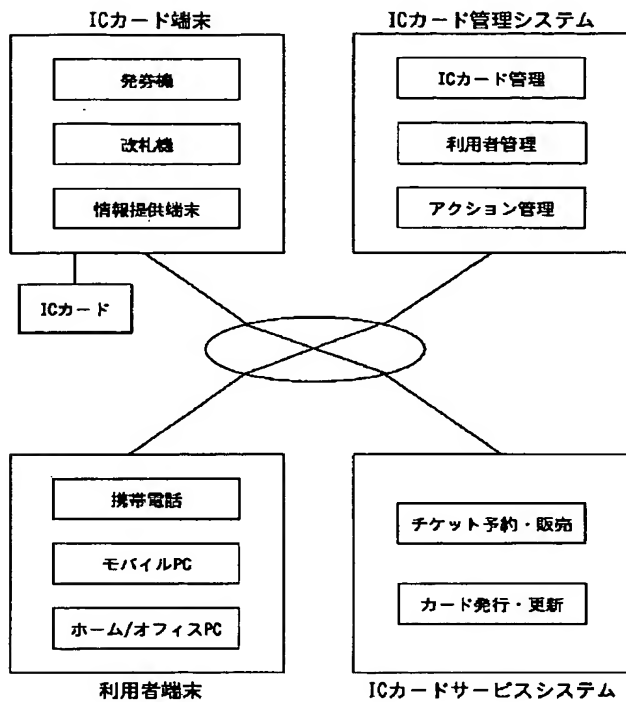 ICカード端末
発券機
改札機
情報提供端末
ICカード
ICカード管理システム
ICカード管理
利用者管理
アクション管理
携帯電話
モバイルPC
ホーム/オフィスPC
利用者端末
チケット予約・販売
カード発行・更新
ICカードサービスシステム